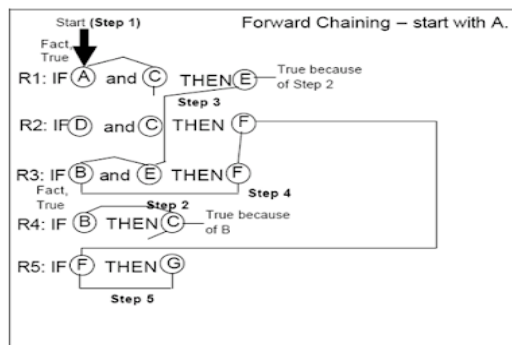 Start (Step 1)
Forward Chaining – start with A.
Fact,
True
R1: IF A and C THEN E
True because
of Step 2
Step 3
R2: IF D and C THEN F
R3: IF B and E THEN F
Fact,
True
Step 4
Step 2
R4: IF B THEN C
True because
of B
R5: IF F THEN G
Step 5